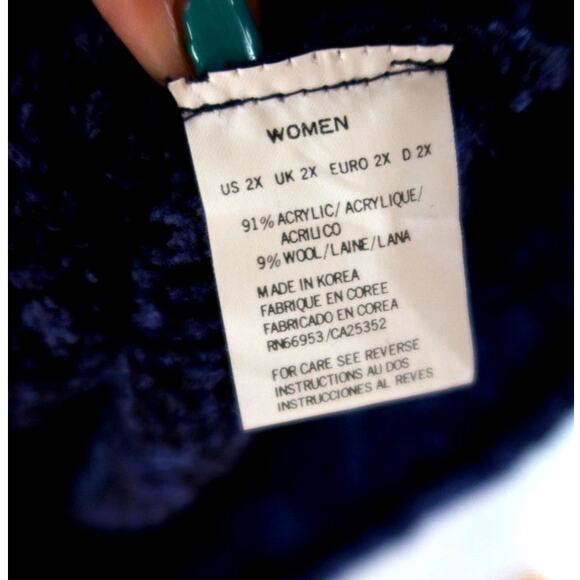 WOMEN
US 2X UK 2X EURO 2X D 2X
91% ACRYLIC/ ACRYLIQUE/
ACRILICO
9% WOOL/LAINE/LANA
MADE IN KOREA
FABRIQUE EN COREE
FABRICADO EN COREA
RN66953/CA25352
FOR CARE SEE REVERSE
INSTRUCTIONS AU DOS
INSTRUCCIONES AL REVES